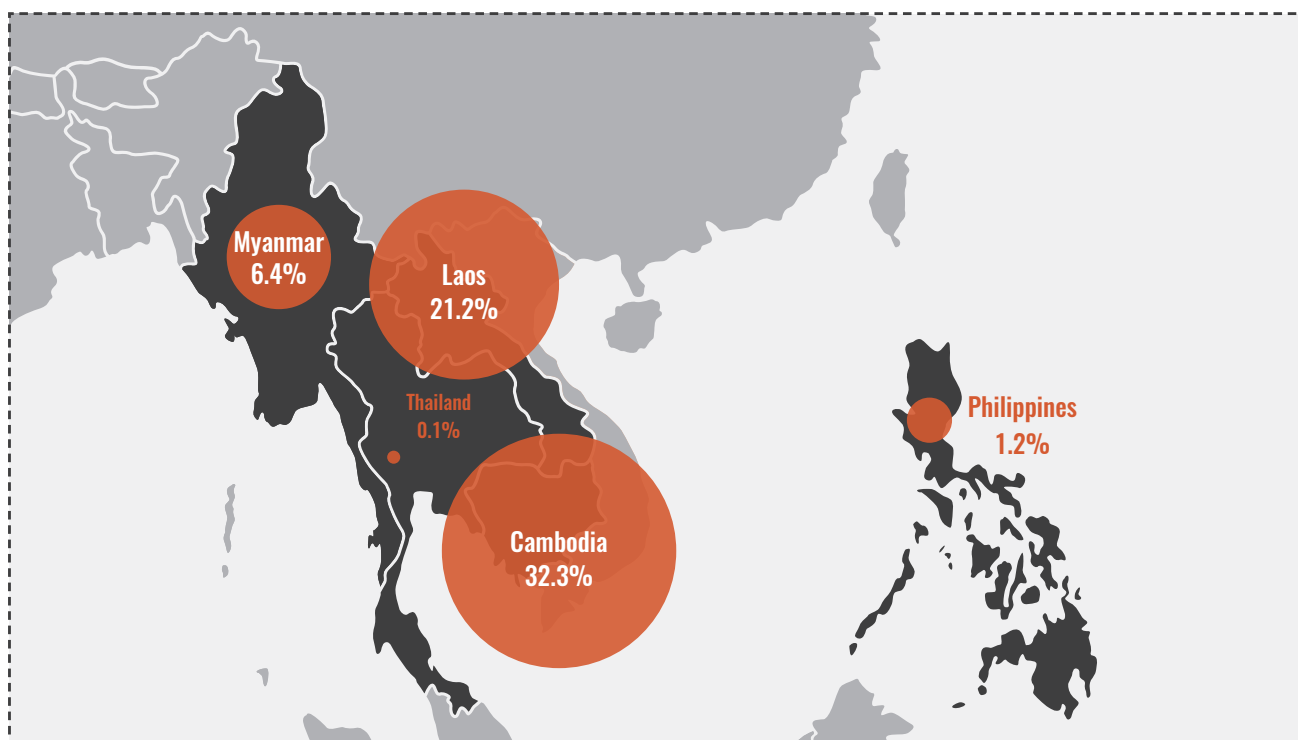 Myanmar
6.4%
Laos
21.2%
Thailand
0.1%
Philippines
1.2%
Cambodia
32.3%